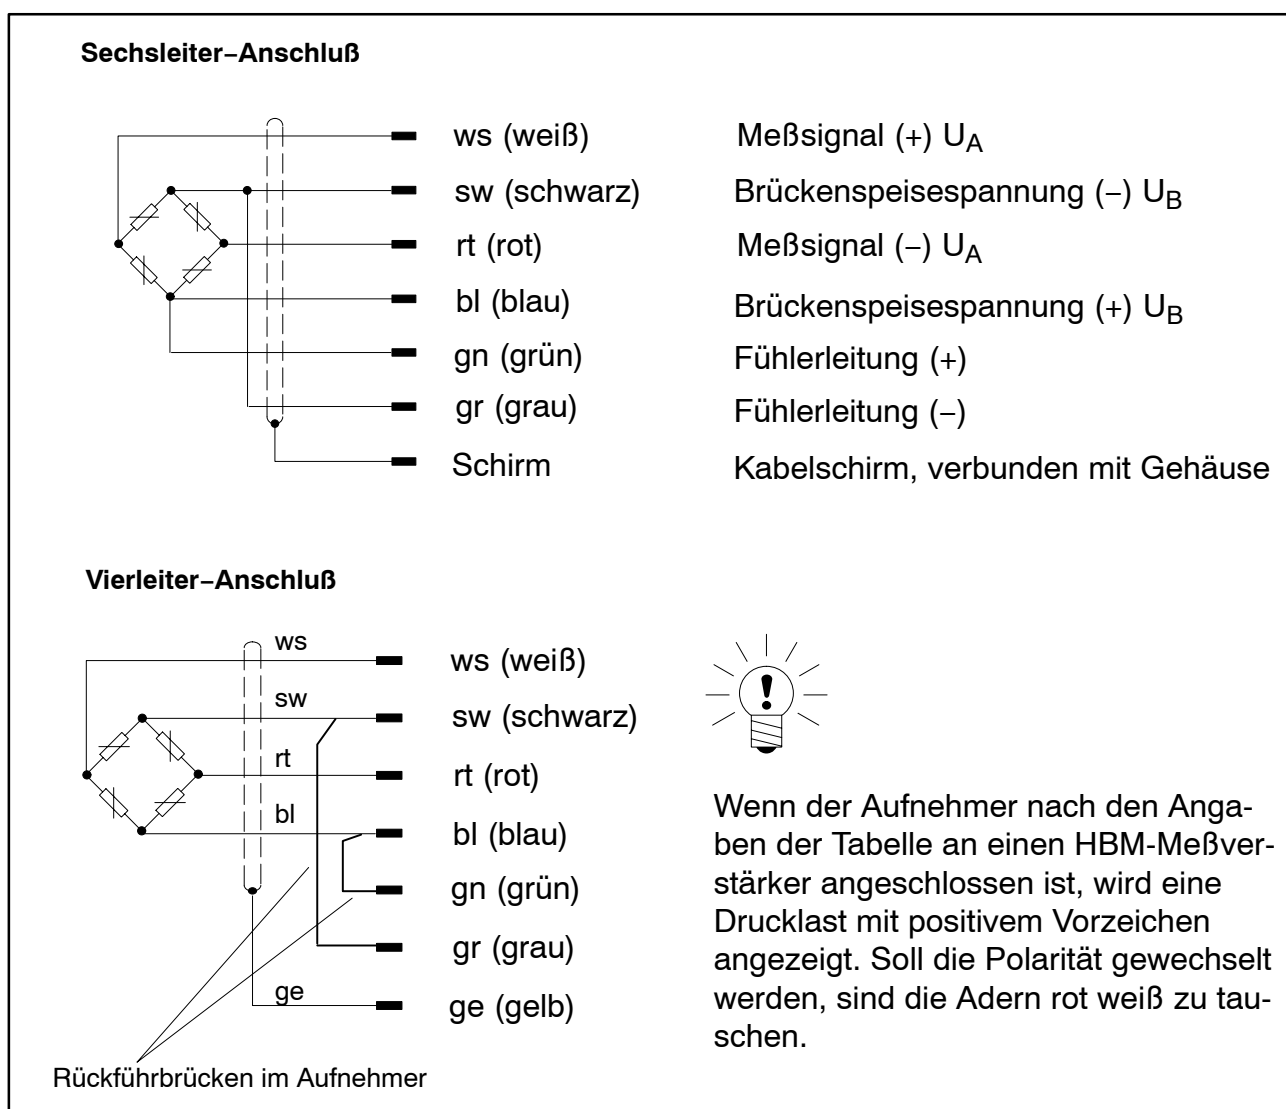 Sechsleiter–Anschluß
ws (weiß) Meßsignal (+) UA
sw (schwarz) Brückenspeisespannung (–) UB
rt (rot) Meßsignal (–) UA
bl (blau) Brückenspeisespannung (+) UB
gn (grün) Fühlerleitung (+)
gr (grau) Fühlerleitung (–)
Schirm Kabelschirm, verbunden mit Gehäuse
Vierleiter–Anschluß
ws ws (weiß)
sw sw (schwarz)
rt rt (rot)
bl bl (blau)
gn (grün)
gr (grau)
ge ge (gelb)
Rückführbrücken im Aufnehmer
!
Wenn der Aufnehmer nach den Anga-
ben der Tabelle an einen HBM-Meßver-
stärker angeschlossen ist, wird eine
Drucklast mit positivem Vorzeichen
angezeigt. Soll die Polarität gewechselt
werden, sind die Adern rot weiß zu tau-
schen.